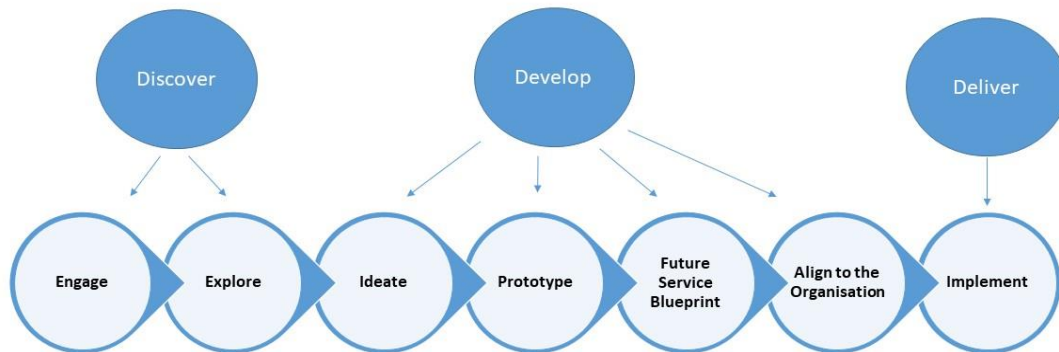 Discover
Develop
Deliver
Engage
Explore
Ideate
Prototype
Future
Service
Blueprint
Align to the
Organisation
Implement